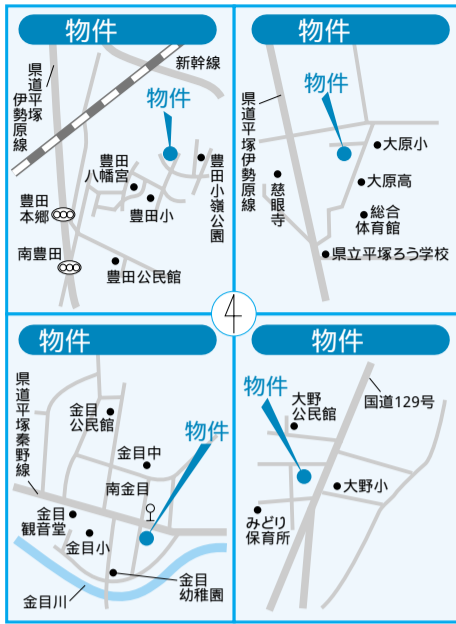 物件
新幹線
県道平塚
伊勢原線
物件
豊田
八幡宮
豊田小
豊田小嶺公園
豊田
本郷
南豊田
豊田公民館
物件
県道平塚伊勢原線
物件
大原小
大原高
慈眼寺
総合
体育館
県立平塚ろう学校
4
物件
県道平塚秦野線
金目
公民館
物件
金目中
南金目
金目
観音堂
金目小
金目
幼稚園
金目川
物件
国道129号
物件
大野
公民館
大野小
みどり
保育所